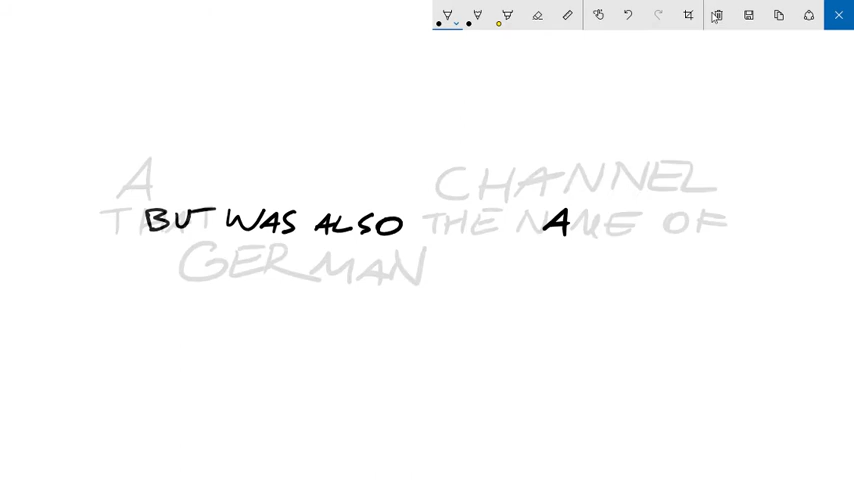 A CHANNEL
BUT WAS ALSO THE NAME OF
A
GERMAN